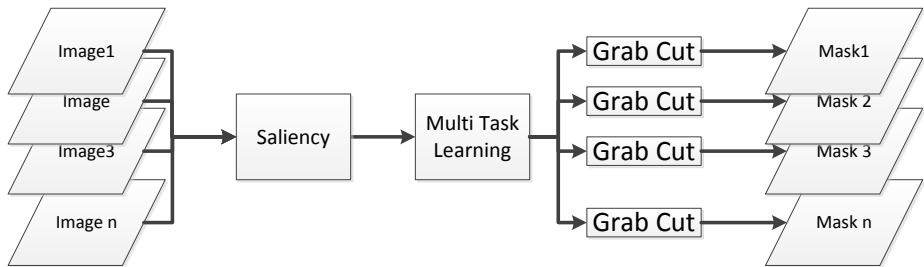 Image1
Image
Image3
Image n
Saliency
Multi Task
Learning
Grab Cut
Grab Cut
Grab Cut
Grab Cut
Mask1
Mask 2
Mask 3
Mask n